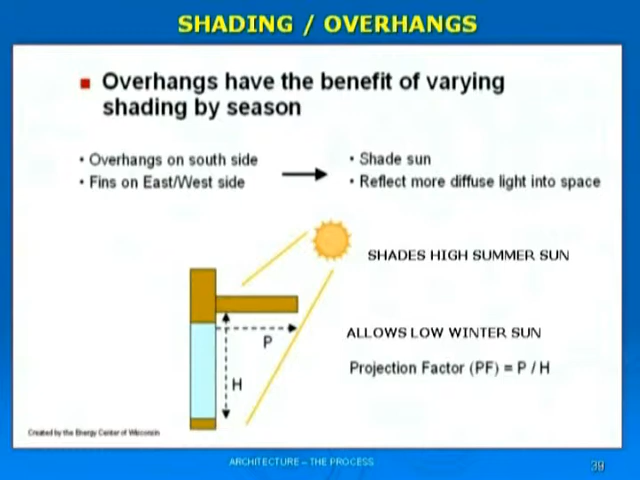 SHADING / OVERHANGS
Overhangs have the benefit of varying
shading by season
• Overhangs on south side
• Fins on East/West side
• Shade sun
• Reflect more diffuse light into space
SHADES HIGH SUMMER SUN
P
ALLOWS LOW WINTER SUN
H
Projection Factor (PF) = P / H
Created by the Energy Center of Wisconsin
ARCHITECTURE – THE PROCESS
39